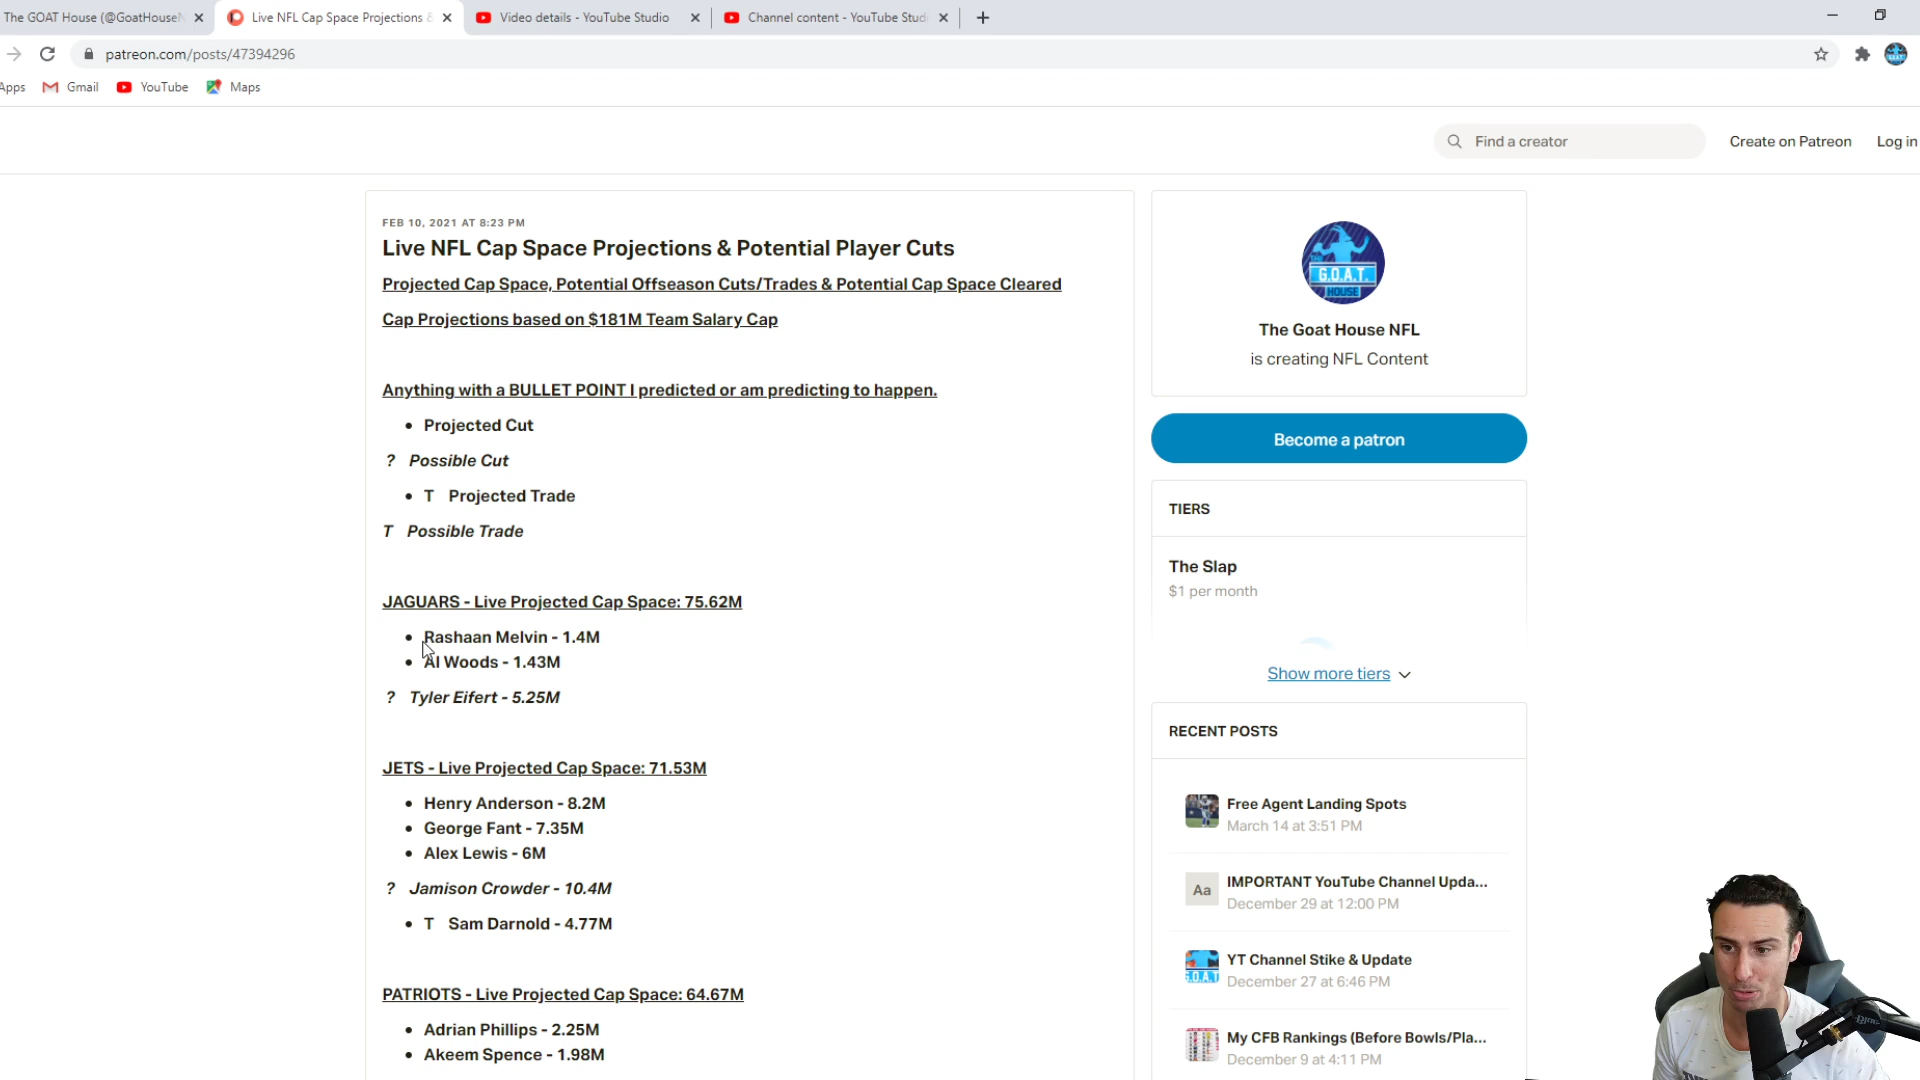 The GOAT House (@GoatHouseN
Live NFL Cap Space Projections &
Video details - YouTube Studio
Channel content - YouTube Studi
patreon.com/posts/47394296
Apps
Gmail
YouTube
Maps
Find a creator
Create on Patreon
Log in
FEB 10, 2021 AT 8:23 PM
Live NFL Cap Space Projections & Potential Player Cuts
Projected Cap Space, Potential Offseason Cuts/Trades & Potential Cap Space Cleared
Cap Projections based on $181M Team Salary Cap
Anything with a BULLET POINT I predicted or am predicting to happen.
• Projected Cut
? Possible Cut
• T Projected Trade
T Possible Trade
JAGUARS - Live Projected Cap Space: 75.62M
• Rashaan Melvin - 1.4M
• Al Woods - 1.43M
? Tyler Eifert - 5.25M
JETS - Live Projected Cap Space: 71.53M
• Henry Anderson - 8.2M
• George Fant - 7.35M
• Alex Lewis - 6M
? Jamison Crowder - 10.4M
• T Sam Darnold - 4.77M
PATRIOTS - Live Projected Cap Space: 64.67M
• Adrian Phillips - 2.25M
• Akeem Spence - 1.98M
G.O.A.T.
HOUSE
The Goat House NFL
is creating NFL Content
Become a patron
TIERS
The Slap
$1 per month
Show more tiers
RECENT POSTS
Free Agent Landing Spots
March 14 at 3:51 PM
Aa
IMPORTANT YouTube Channel Upda...
December 29 at 12:00 PM
YT Channel Stike & Update
December 27 at 6:46 PM
My CFB Rankings (Before Bowls/Pla...
December 9 at 4:11 PM